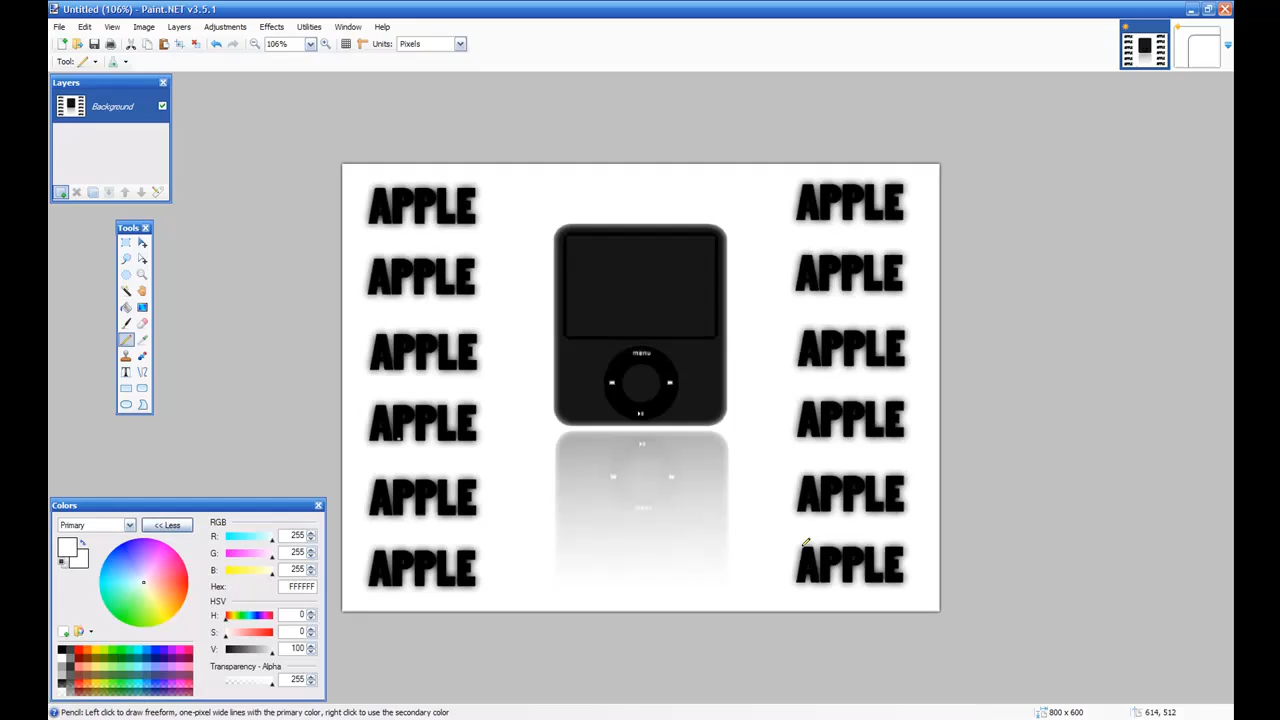 Untitled (106%) - Paint.NET v3.5.1
File Edit View Image Layers Adjustments Effects Utilities Window Help
106% Units: Pixels
Tool:
Layers
Background
Tools
APPLE
APPLE
APPLE
APPLE
APPLE
APPLE
menu
APPLE
APPLE
APPLE
APPLE
APPLE
APPLE
Colors
Primary << Less
RGB
R: 255
G: 255
B: 255
Hex: FFFFFF
HSV
H: 0
S: 0
V: 100
Transparency - Alpha
255
Pencil: Left click to draw freeform, one-pixel wide lines with the primary color, right click to use the secondary color 800 x 600 614, 512